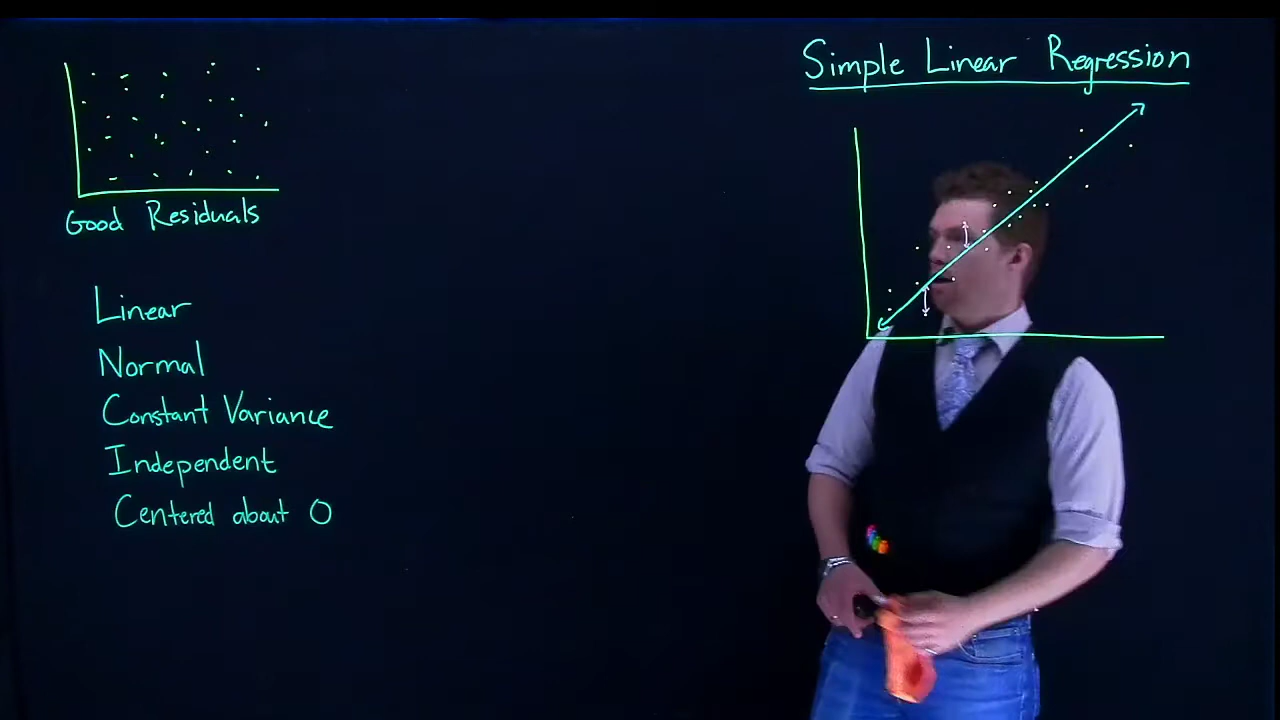 Simple Linear Regression
Good Residuals
Linear
Normal
Constant Variance
Independent
Centered about 0